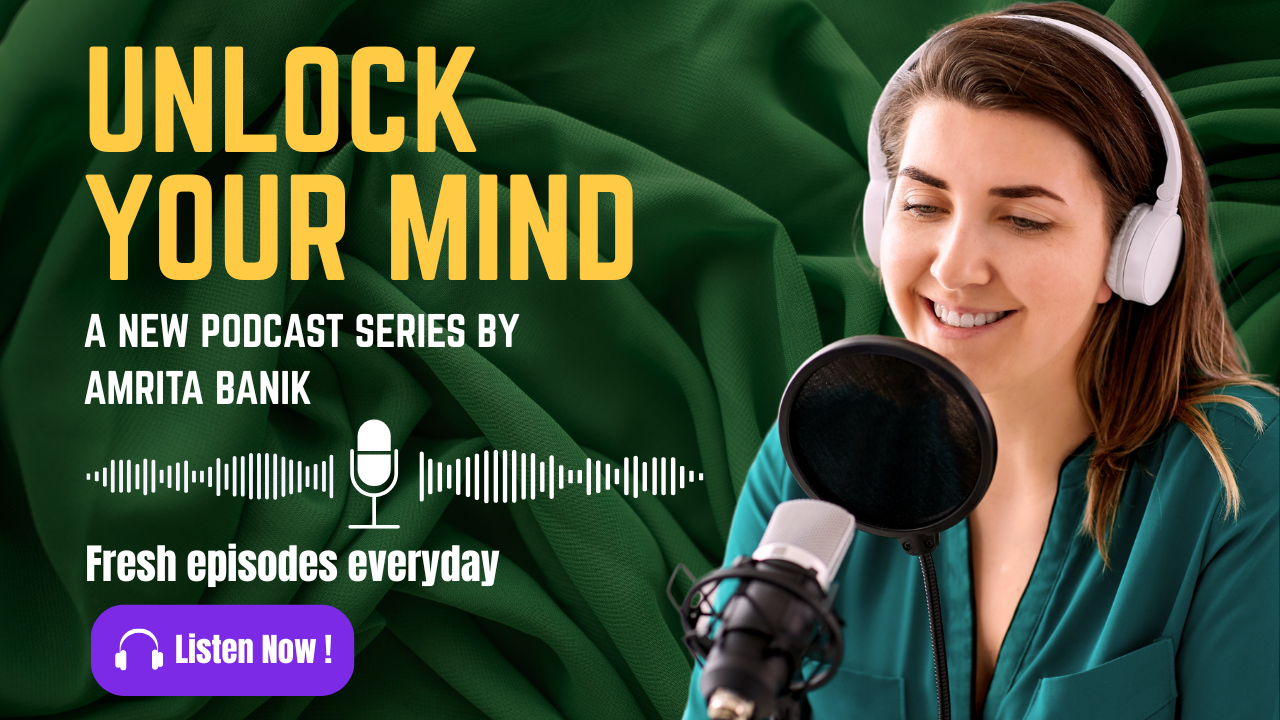 UNLOCK
YOUR MIND
A NEW PODCAST SERIES BY
AMRITA BANIK
Fresh episodes everyday
Listen Now !